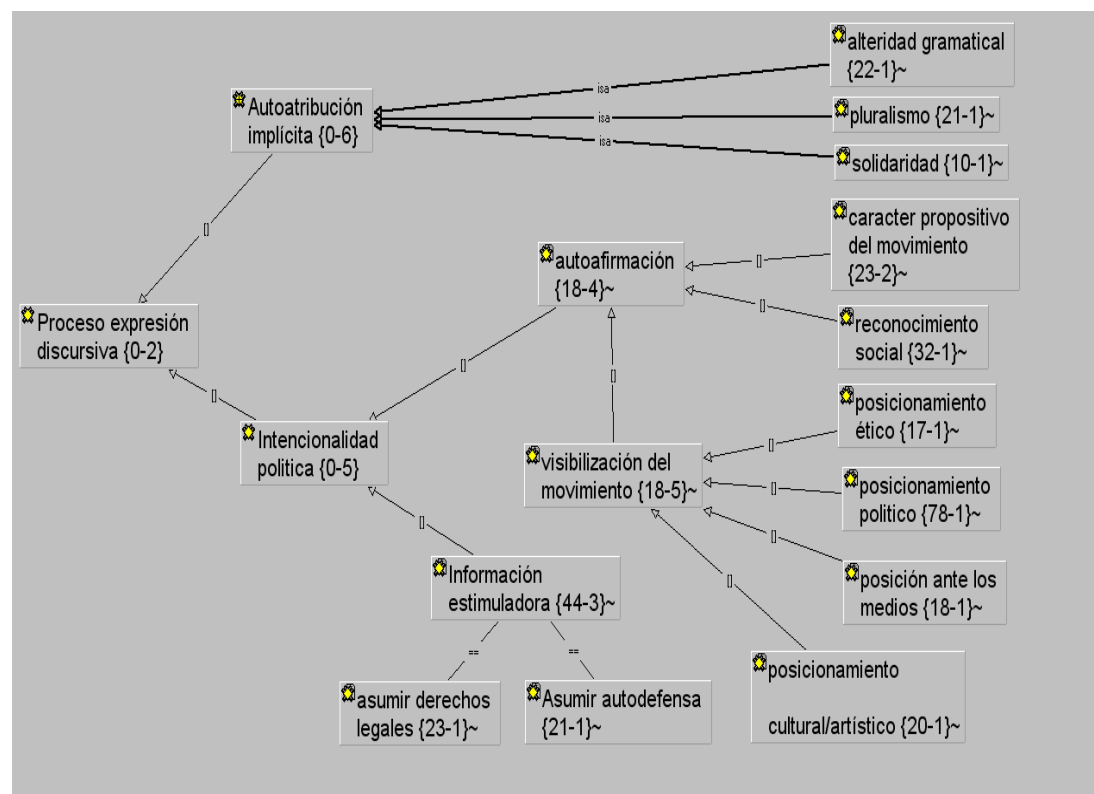 alteridad gramatical
{22-1}~
isa
Autoatribución
implícita {0-6}
isa
pluralismo {21-1}~
isa
solidaridad {10-1}~
caracter propositivo
del movimiento
{23-2}~
[]
[]
autoafirmación
{18-4}~
[]
reconocimiento
social {32-1}~
Proceso expresión
discursiva {0-2}
[]
[]
[]
posicionamiento
ético {17-1}~
Intencionalidad
politica {0-5}
[]
visibilización del
movimiento {18-5}~
[]
posicionamiento
politico {78-1}~
[]
[]
Información
estimuladora {44-3}~
posición ante los
medios {18-1}~
[]
==
==
posicionamiento
cultural/artístico {20-1}~
asumir derechos
legales {23-1}~
Asumir autodefensa
{21-1}~